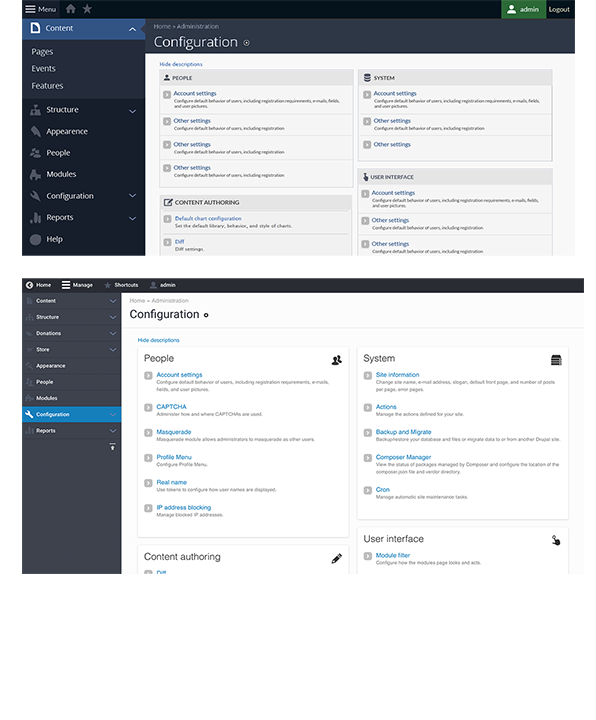 Menu
admin
Logout
Content
Pages
Events
Features
Structure
Appearence
People
Modules
Configuration
Reports
Help
Home » Administration
Configuration
Hide descriptions
PEOPLE
Account settings
Configure default behavior of users, including registration requirements, e-mails, fields,
and user pictures.
Other settings
Configure default behavior of users, including registration
Other settings
Configure default behavior of users, including registration
Other settings
Configure default behavior of users, including registration
CONTENT AUTHORING
Default chart configuration
Set the default library, behavior, and style of charts.
Diff
Diff settings.
SYSTEM
Account settings
Configure default behavior of users, including registration requirements, e-mails, fields,
and user pictures.
Other settings
Configure default behavior of users, including registration
Other settings
USER INTERFACE
Account settings
Configure default behavior of users, including registration requirements, e-mails, fields,
and user pictures.
Other settings
Configure default behavior of users, including registration
Other settings
Configure default behavior of users, including registration
Home
Manage
Shortcuts
admin
Content
Structure
Donations
Store
Appearance
People
Modules
Configuration
Reports
Home » Administration
Configuration
Hide descriptions
People
Account settings
Configure default behavior of users, including registration requirements, e-mails,
fields, and user pictures.
CAPTCHA
Administer how and where CAPTCHAs are used.
Masquerade
Masquerade module allows administrators to masquerade as other users.
Profile Menu
Configure Profile Menu.
Real name
Use tokens to configure how user names are displayed.
IP address blocking
Manage blocked IP addresses.
Content authoring
Diff
System
Site information
Change site name, e-mail address, slogan, default front page, and number of posts
per page, error pages.
Actions
Manage the actions defined for your site.
Backup and Migrate
Backup/restore your database and files or migrate data to or from another Drupal site.
Composer Manager
View the status of packages managed by Composer and configure the location of the
composer.json file and vendor directory.
Cron
Manage automatic site maintenance tasks.
User interface
Module filter
Configure how the modules page looks and acts.